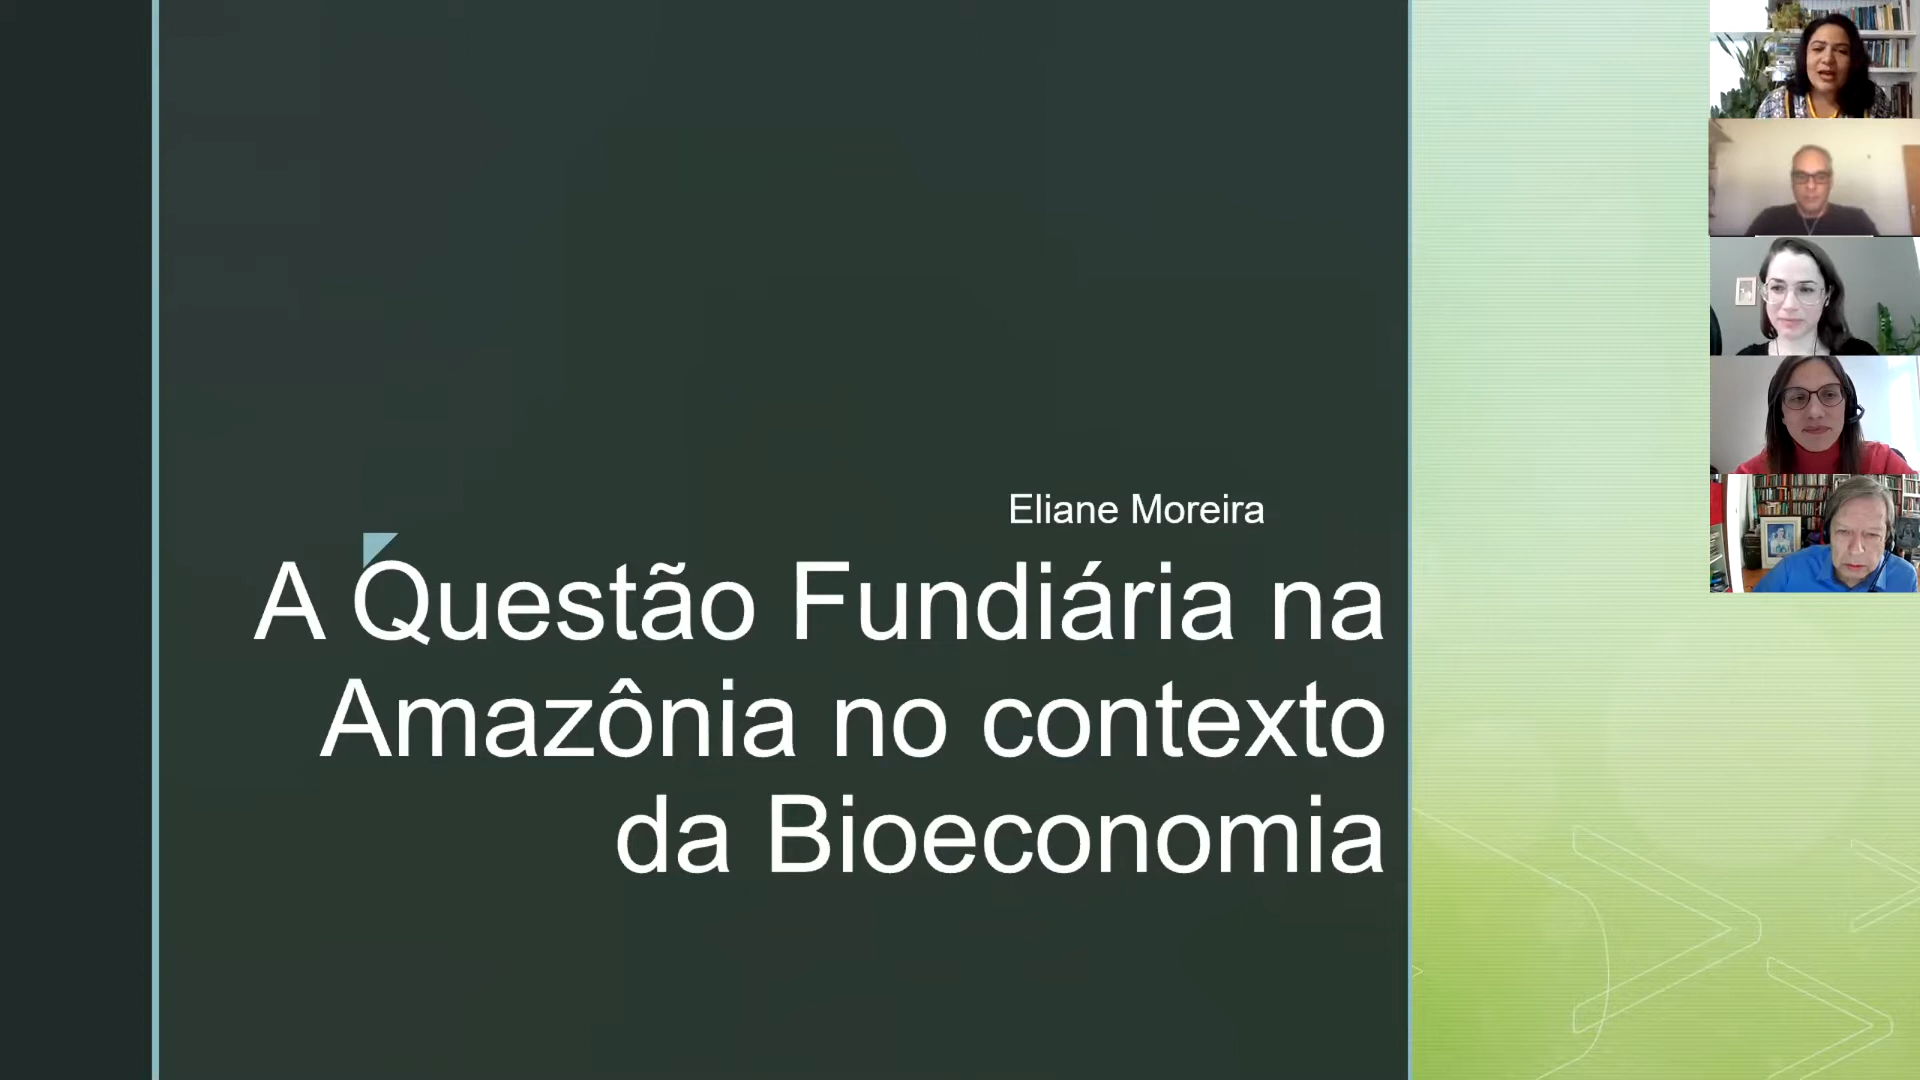 Eliane Moreira
A Questão Fundiária na
Amazônia no contexto
da Bioeconomia